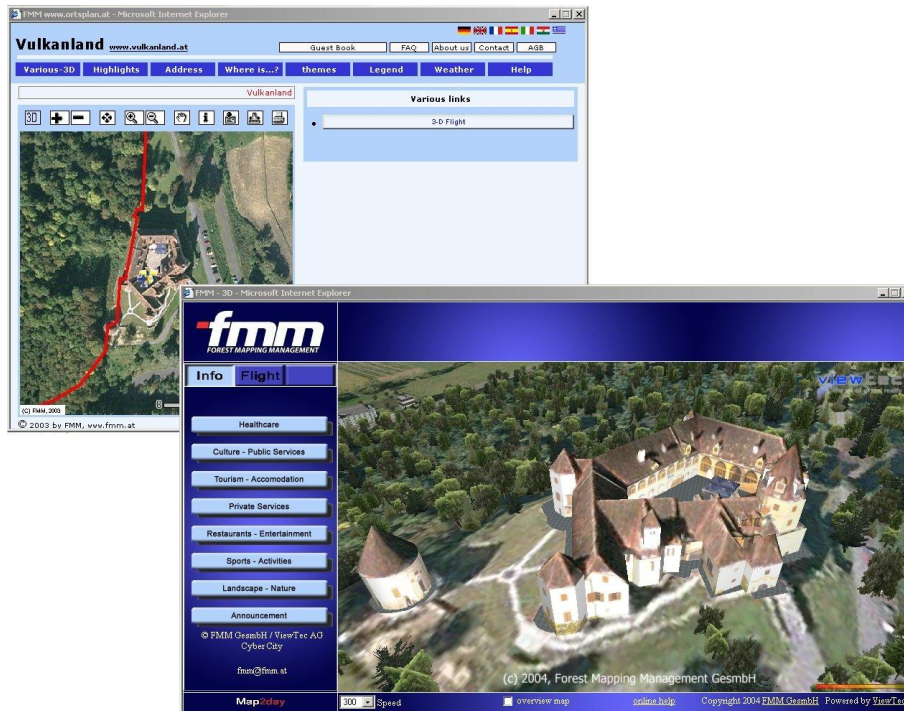 FMM www.ortsplan.at - Microsoft Internet Explorer
Vulkanland www.vulkanland.at
Guest Book FAQ About us Contact AGB
Various-3D Highlights Address Where is...? themes Legend Weather Help
Vulkanland
Various links
3D
3-D Flight
(C) FMM, 2003
© 2003 by FMM, www.fmm.at
FMM - 3D - Microsoft Internet Explorer
fmm
FOREST MAPPING MANAGEMENT
Info Flight
Healthcare
Culture - Public Services
Tourism - Accomodation
Private Services
Restaurants - Entertainment
Sports - Activities
Landscape - Nature
Announcement
© FMM GesmbH / ViewTec AG
Cyber City
fmm@fmm.at
(c) 2004, Forest Mapping Management GesmbH
Map2day
300 Speed
overview map
online help
Copyright 2004 FMM GesmbH Powered by ViewTec